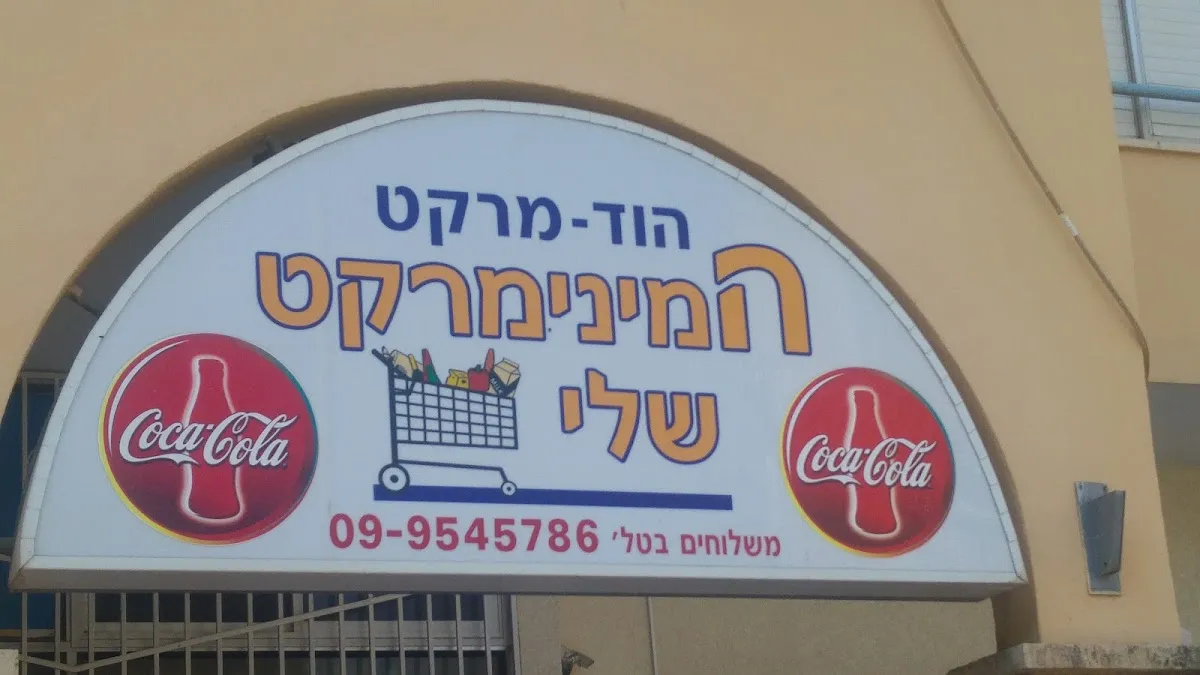 הוד-מרקט
המינימרקט
שלי
Coca-Cola
Coca-Cola
משלוחים בטל' 09-9545786